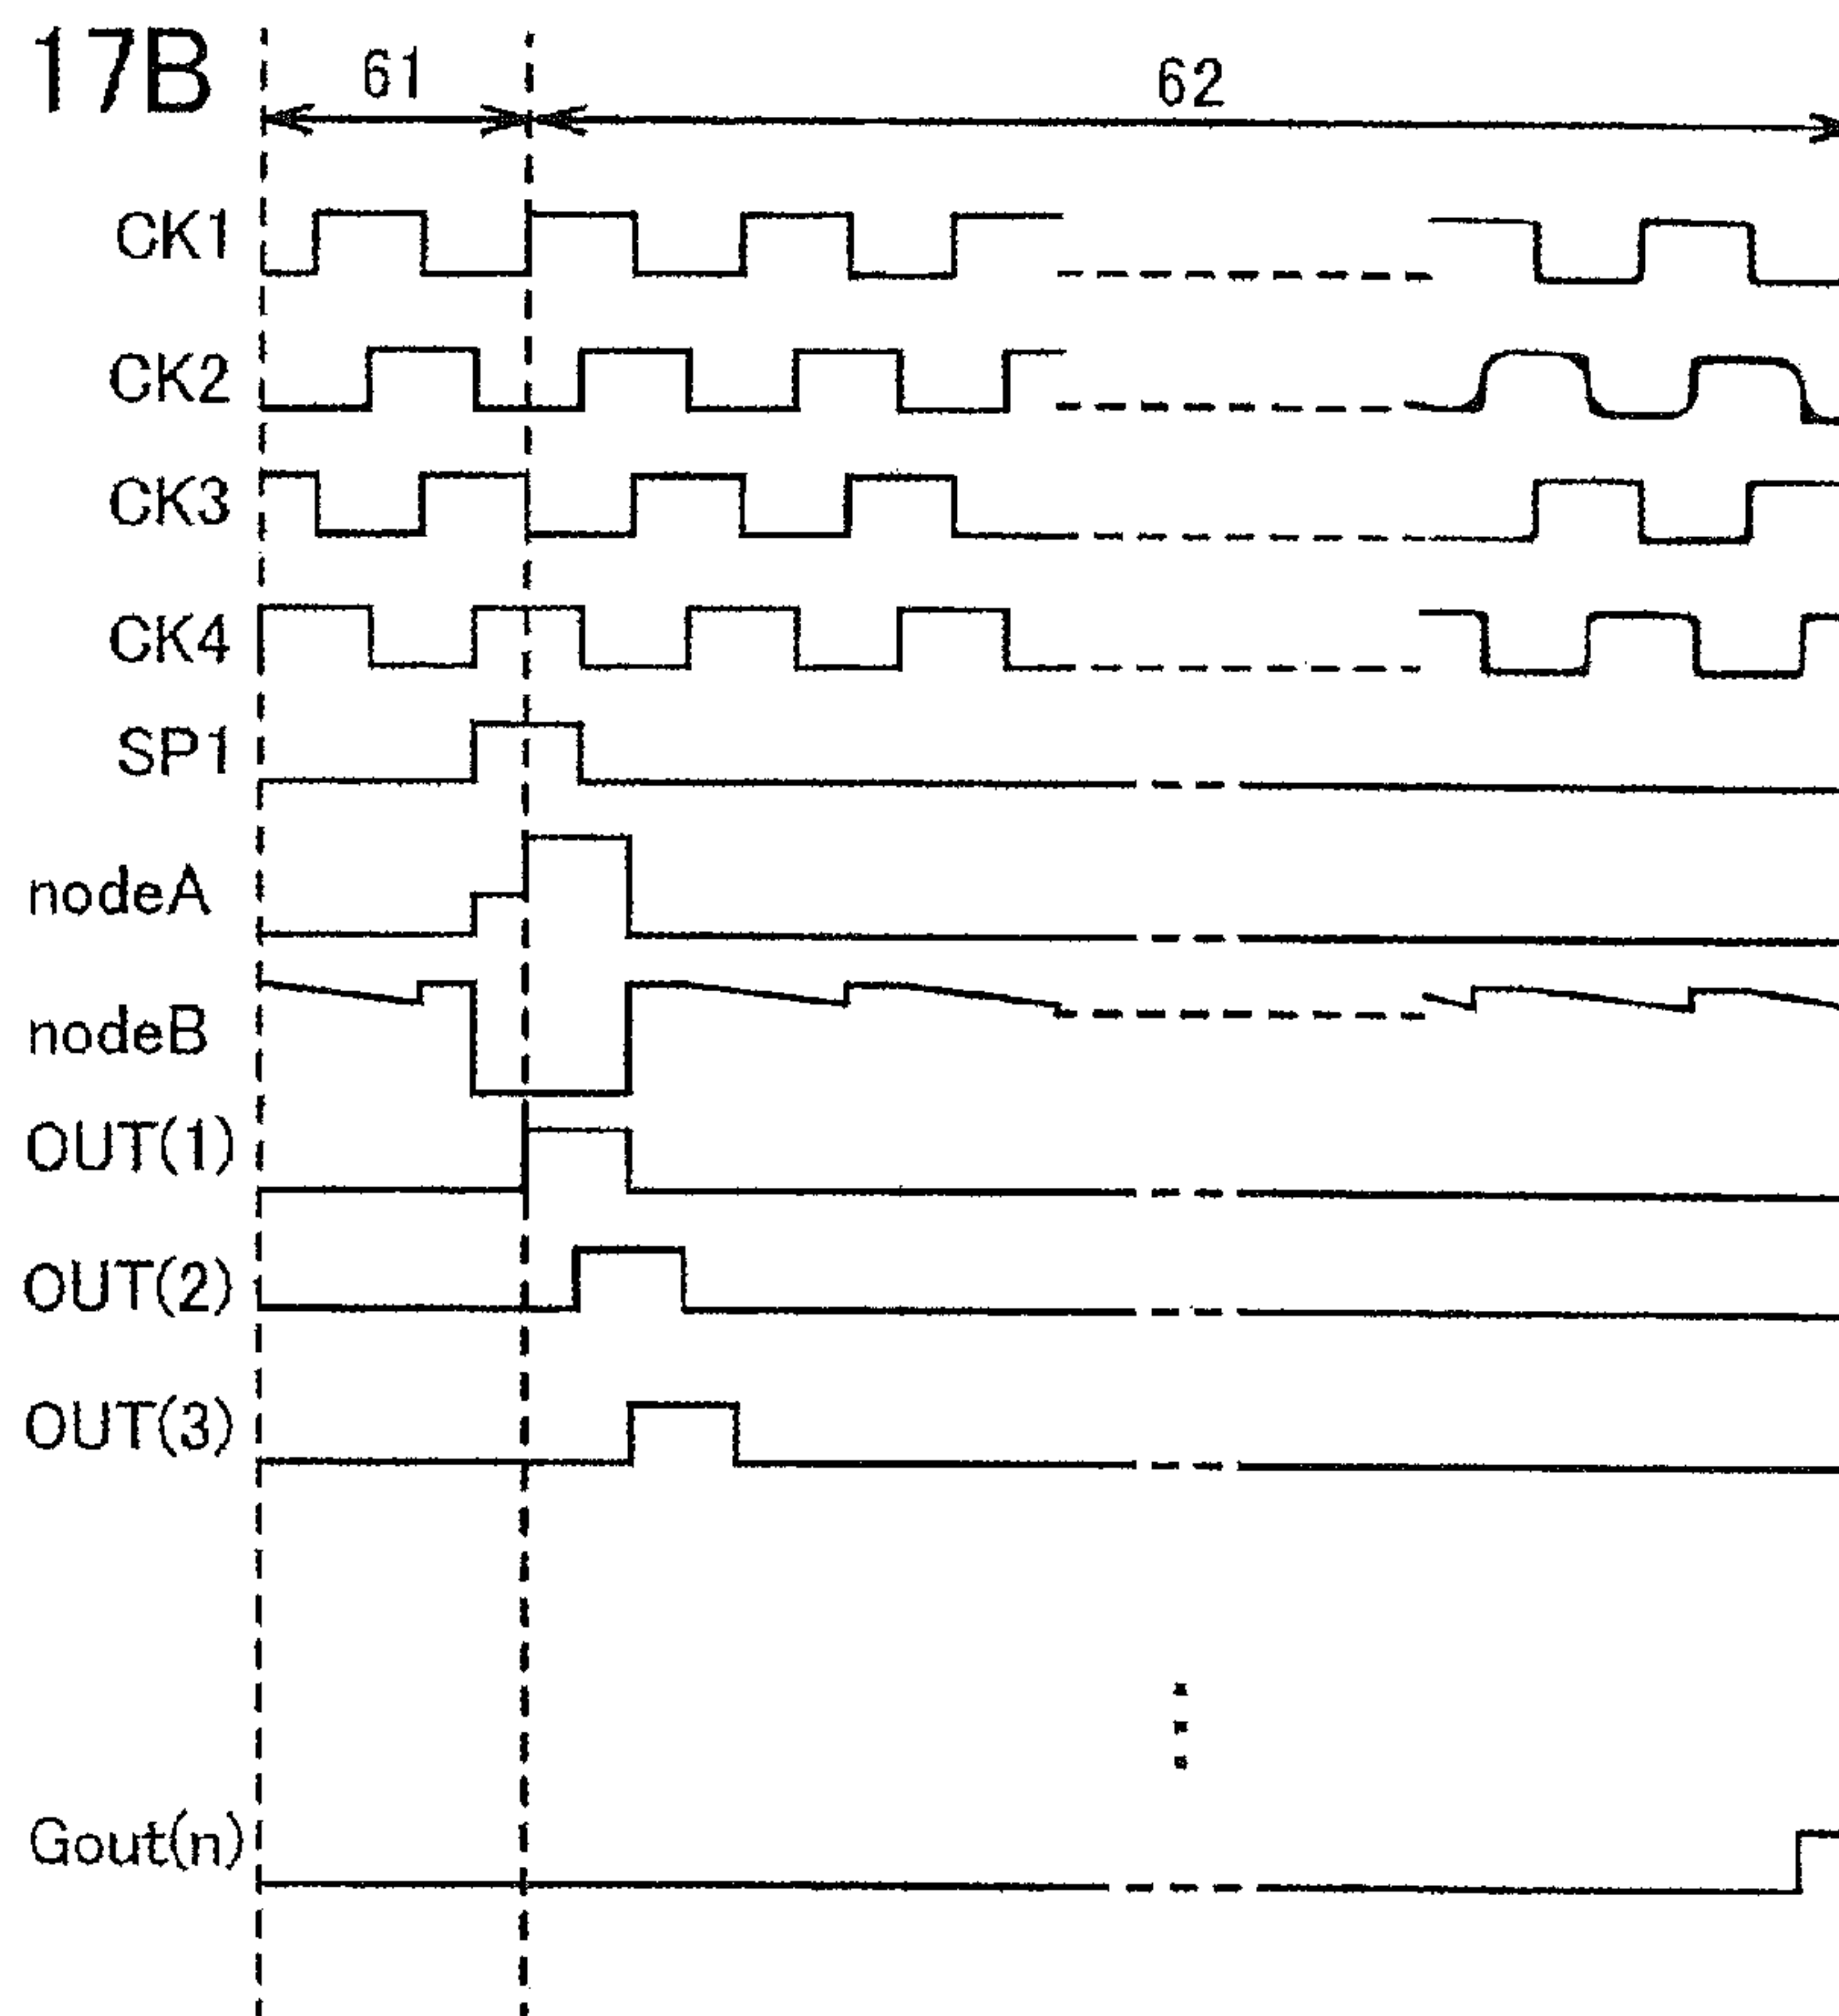 17B
61
62
CK1
CK2
CK3
CK4
SP1
nodeA
nodeB
OUT(1)
OUT(2)
OUT(3)
Gout(n)